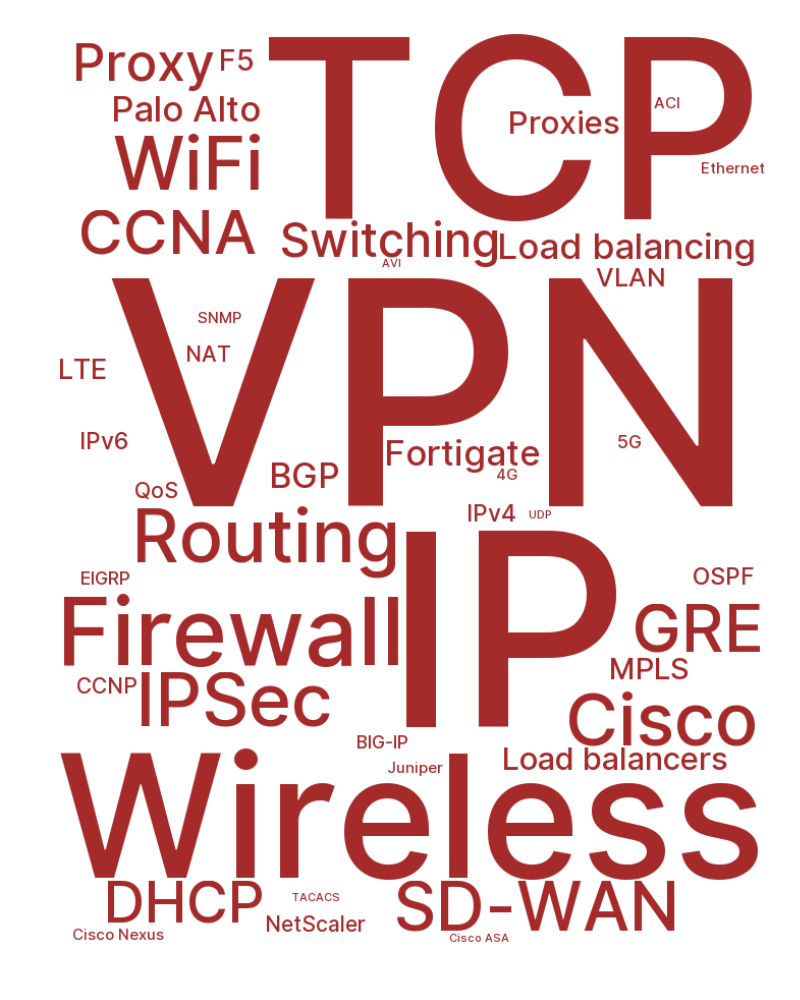 Proxy
F5
TCP
Palo Alto
Proxies
ACI
WiFi
Ethernet
CCNA
Switching
Load balancing
AVI
VLAN
VPN
SNMP
NAT
LTE
IPv6
5G
Fortigate
BGP
4G
QoS
IPv4
UDP
Routing
IP
EIGRP
OSPF
Firewall
GRE
MPLS
CCNP
IPSec
Cisco
BIG-IP
Load balancers
Juniper
Wireless
DHCP
TACACS
SD-WAN
NetScaler
Cisco Nexus
Cisco ASA